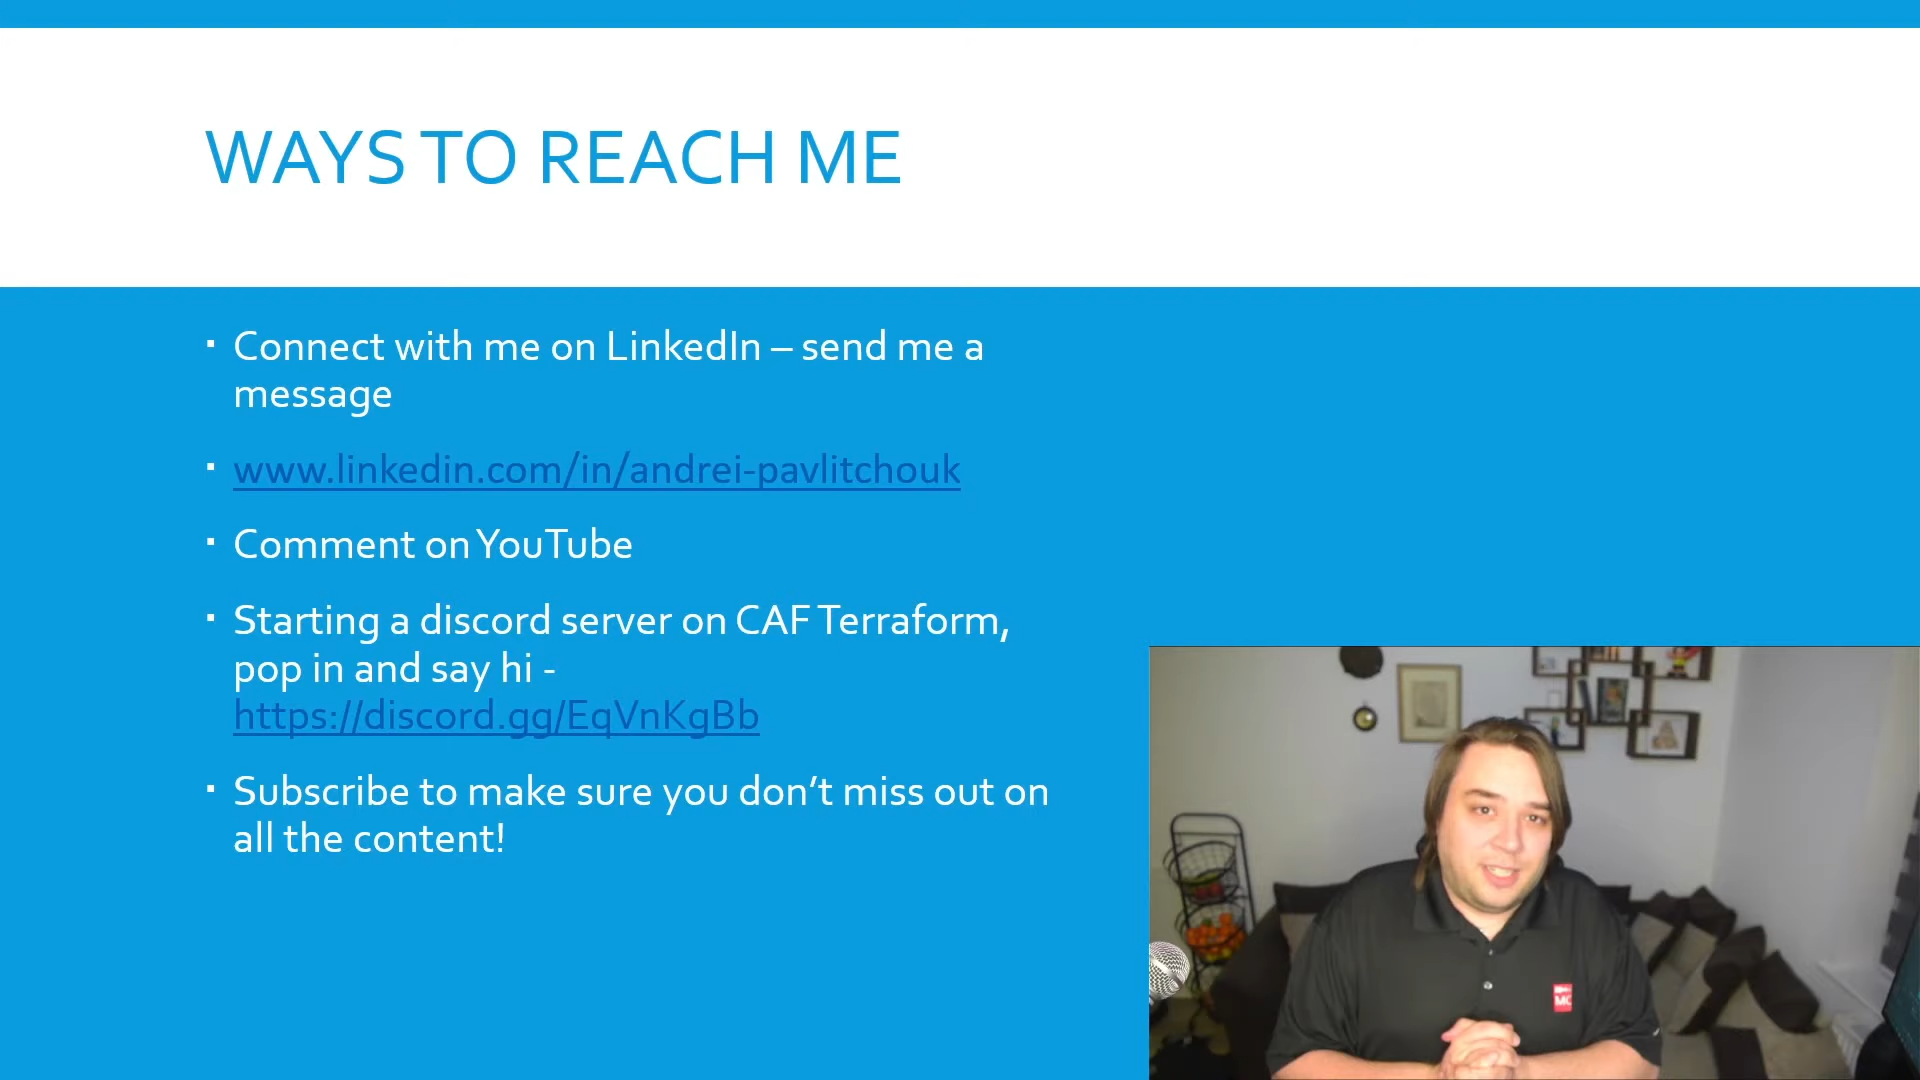 WAYS TO REACH ME
Connect with me on LinkedIn – send me a
message
www.linkedin.com/in/andrei-pavlitchouk
Comment on YouTube
Starting a discord server on CAF Terraform,
pop in and say hi -
https://discord.gg/EqVnKgBb
Subscribe to make sure you don’t miss out on
all the content!